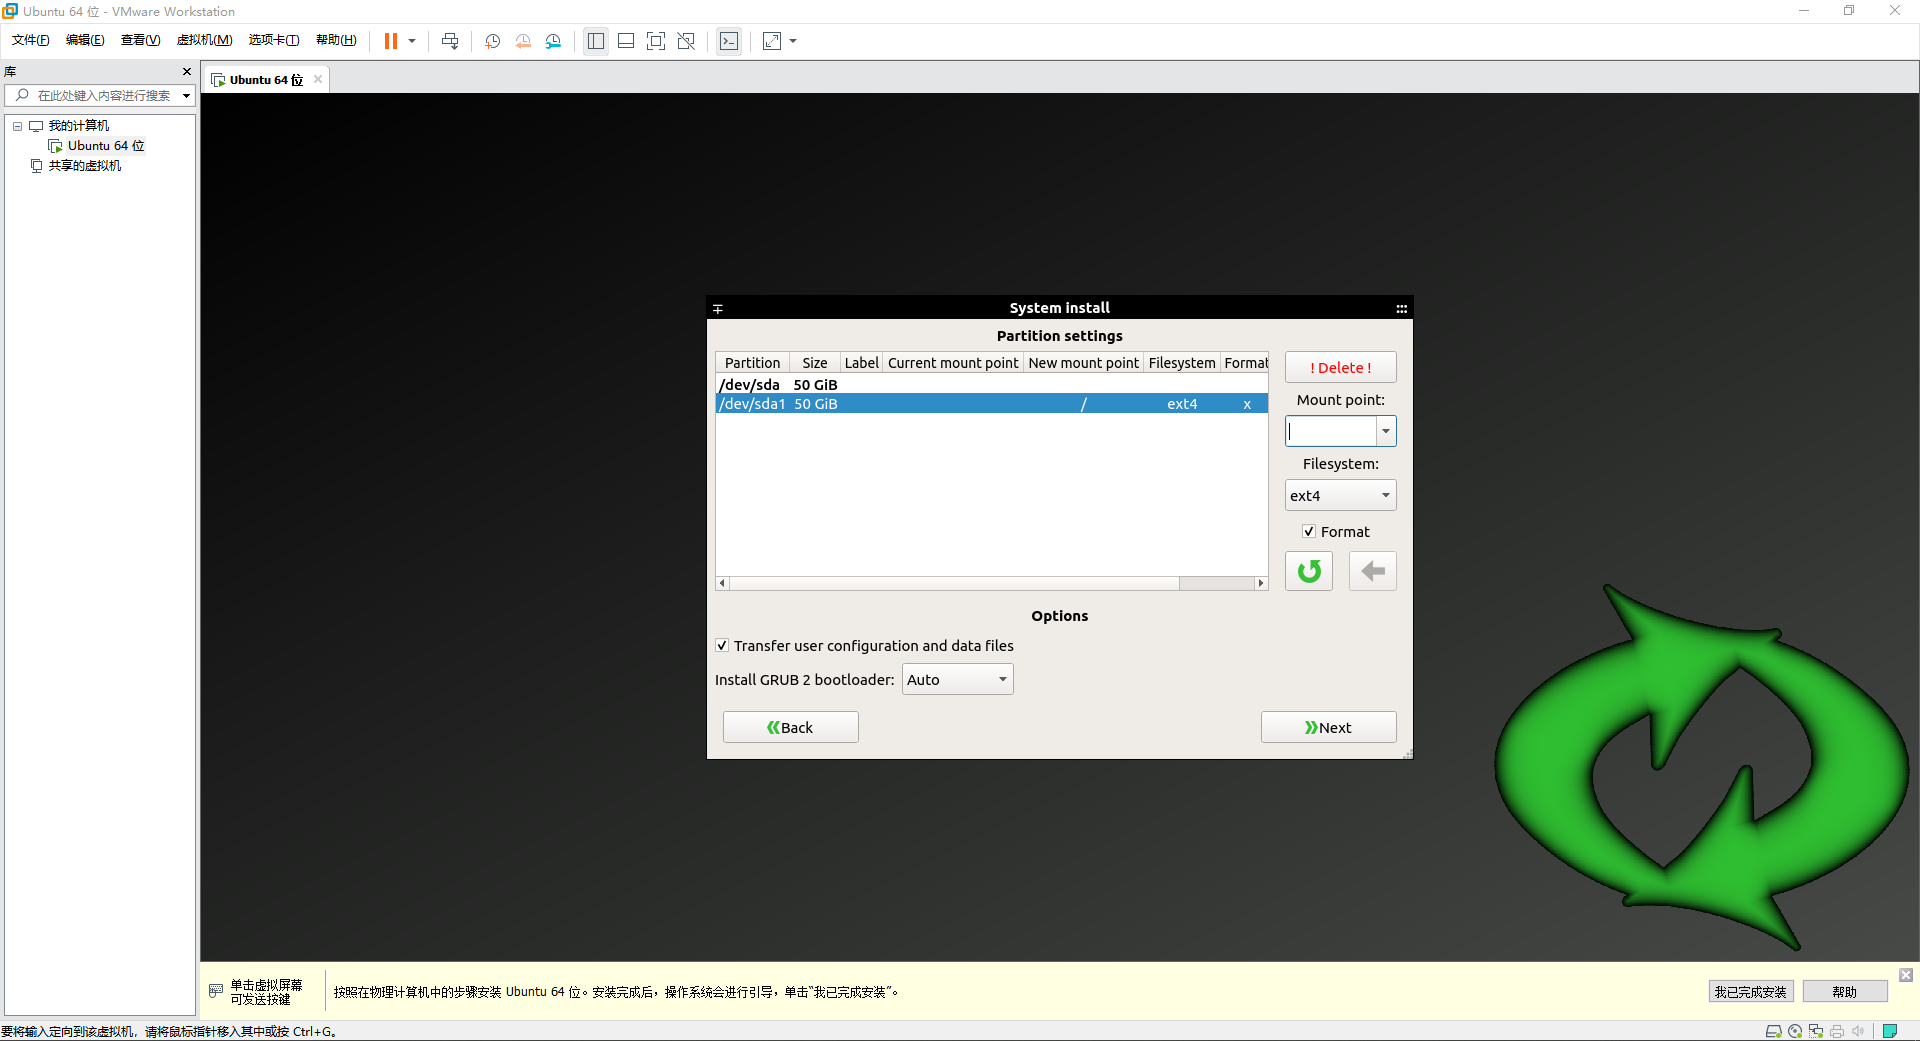 Ubuntu 64 位 - VMware Workstation
文件(F) 编辑(E) 查看(V) 虚拟机(M) 选项卡(T) 帮助(H)
库
在此处键入内容进行搜索
我的计算机
Ubuntu 64 位
共享的虚拟机
Ubuntu 64 位
System install
Partition settings
Partition Size Label Current mount point New mount point Filesystem Format
/dev/sda 50 GiB
/dev/sda1 50 GiB / ext4 x
! Delete !
Mount point:
Filesystem:
ext4
Format
Options
Transfer user configuration and data files
Install GRUB 2 bootloader: Auto
Back
Next
单击虚拟屏幕
可发送按键
按照在物理计算机中的步骤安装 Ubuntu 64 位。安装完成后，操作系统会进行引导，单击“我已完成安装”。
我已完成安装
帮助
要将输入定向到该虚拟机，请将鼠标指针移入其中或按 Ctrl+G。